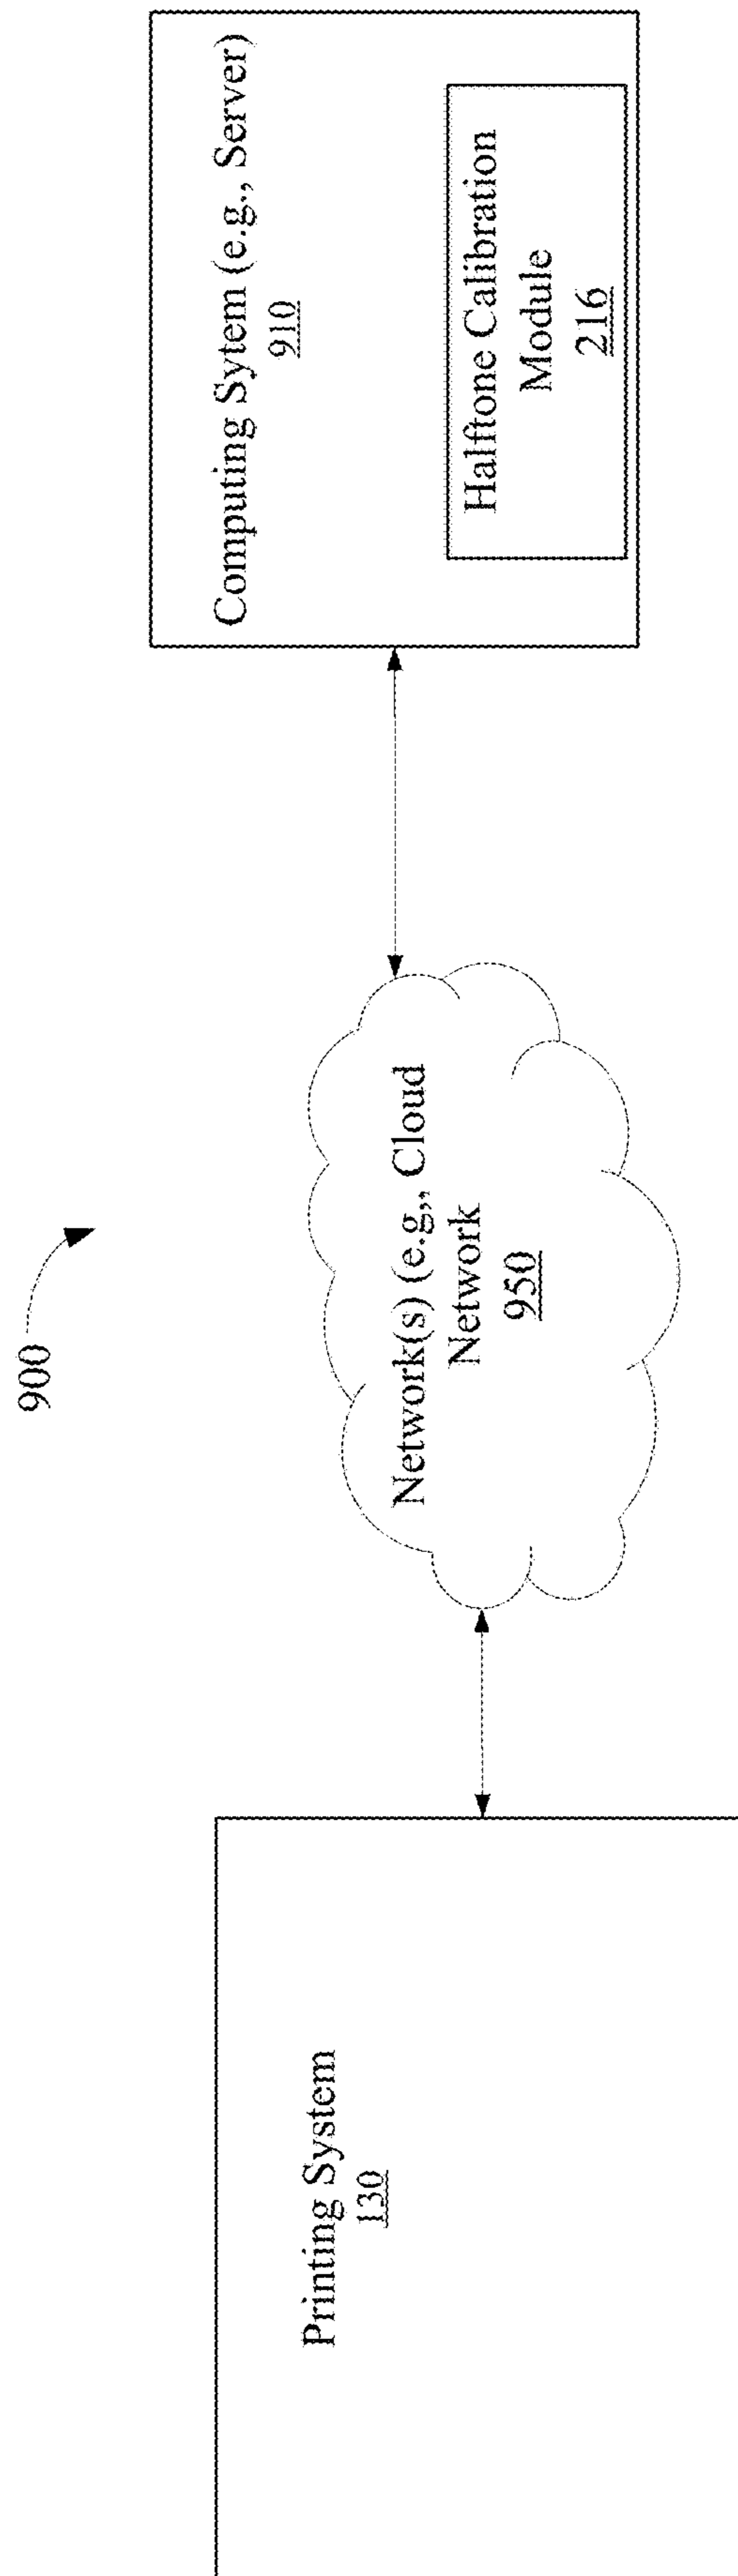 900
Printing System
130
Network(s) (e.g,. Cloud
Network
950
Computing Sytem (e.g., Server)
910
Halftone Calibration
Module
216